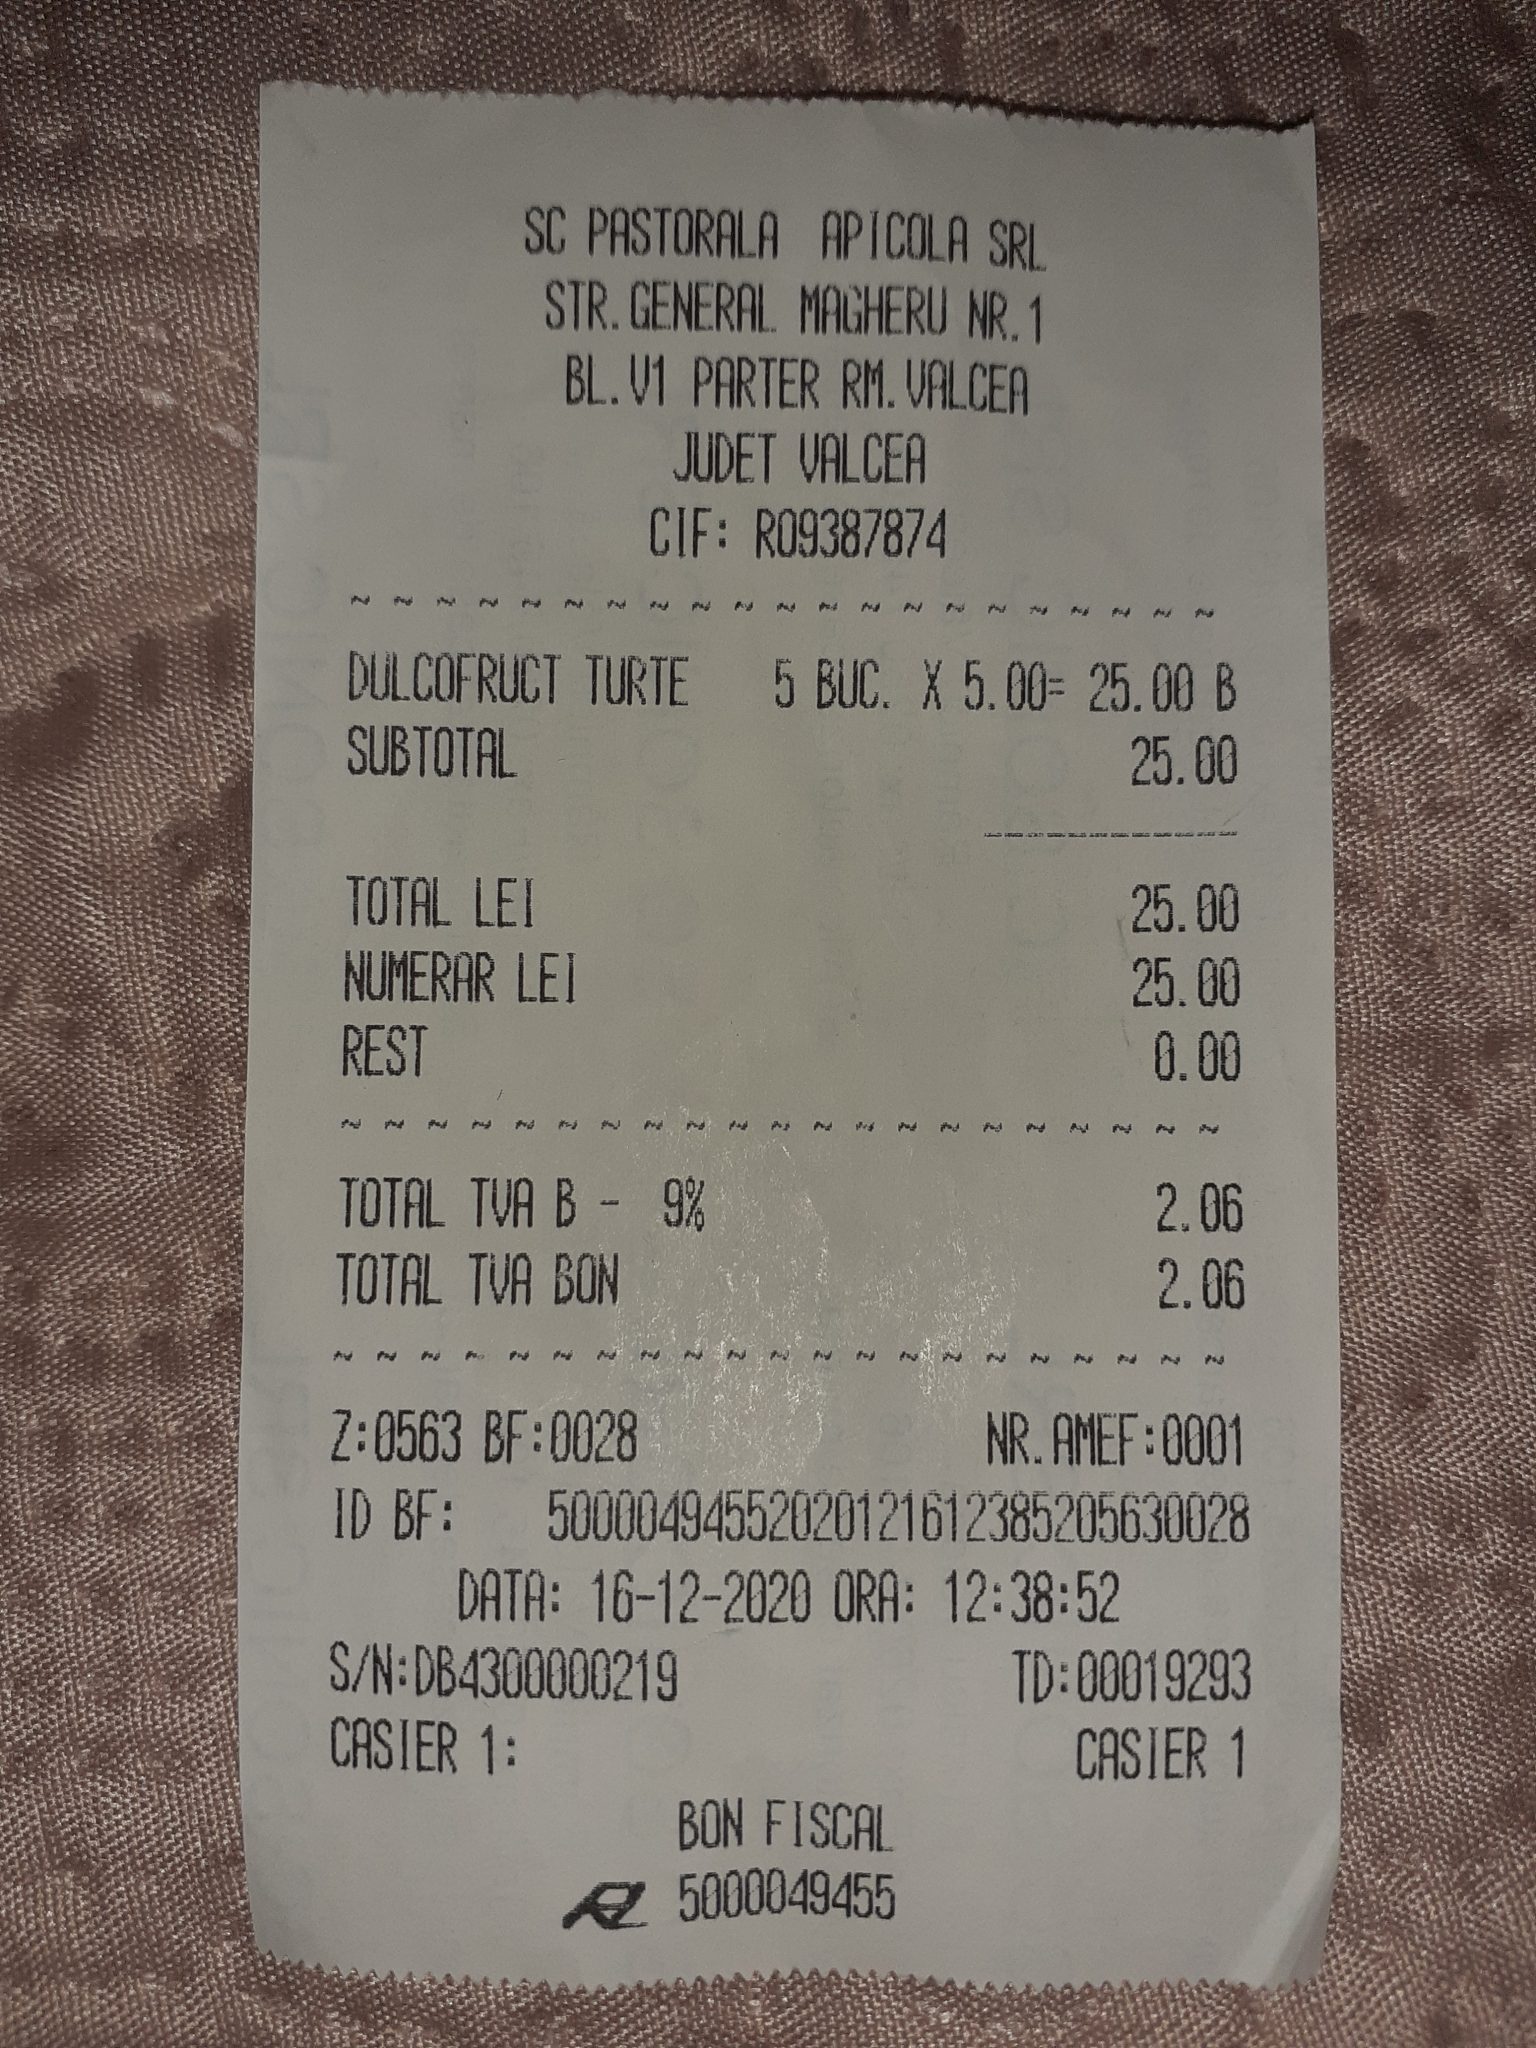 SC PASTORALA APICOLA SRL
STR.GENERAL MAGHERU NR.1
BL.V1 PARTER RM.VALCEA
JUDET VALCEA
CIF: RO9387874
~ ~ ~ ~ ~ ~ ~ ~ ~ ~ ~ ~ ~ ~ ~ ~ ~ ~ ~ ~ ~
DULCOFRUCT TURTE 5 BUC. X 5.00= 25.00 B
SUBTOTAL 25.00
------------
TOTAL LEI 25.00
NUMERAR LEI 25.00
REST 0.00
~ ~ ~ ~ ~ ~ ~ ~ ~ ~ ~ ~ ~ ~ ~ ~ ~ ~ ~ ~ ~
TOTAL TVA B - 9% 2.06
TOTAL TVA BON 2.06
~ ~ ~ ~ ~ ~ ~ ~ ~ ~ ~ ~ ~ ~ ~ ~ ~ ~ ~ ~ ~
Z:0563 BF:0028 NR.AMEF:0001
ID BF: 50000494552020121612385205630028
DATA: 16-12-2020 ORA: 12:38:52
S/N:DB4300000219 TD:00019293
CASIER 1: CASIER 1
BON FISCAL
5000049455